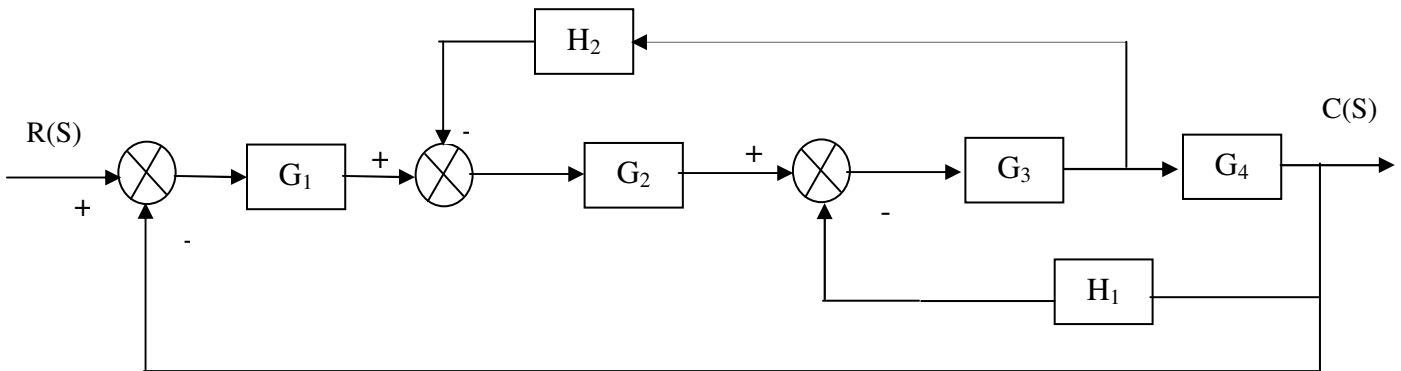 H₂
C(S)
R(S)
-
+
+
G₁
G₂
G₃
G₄
+
-
-
H₁